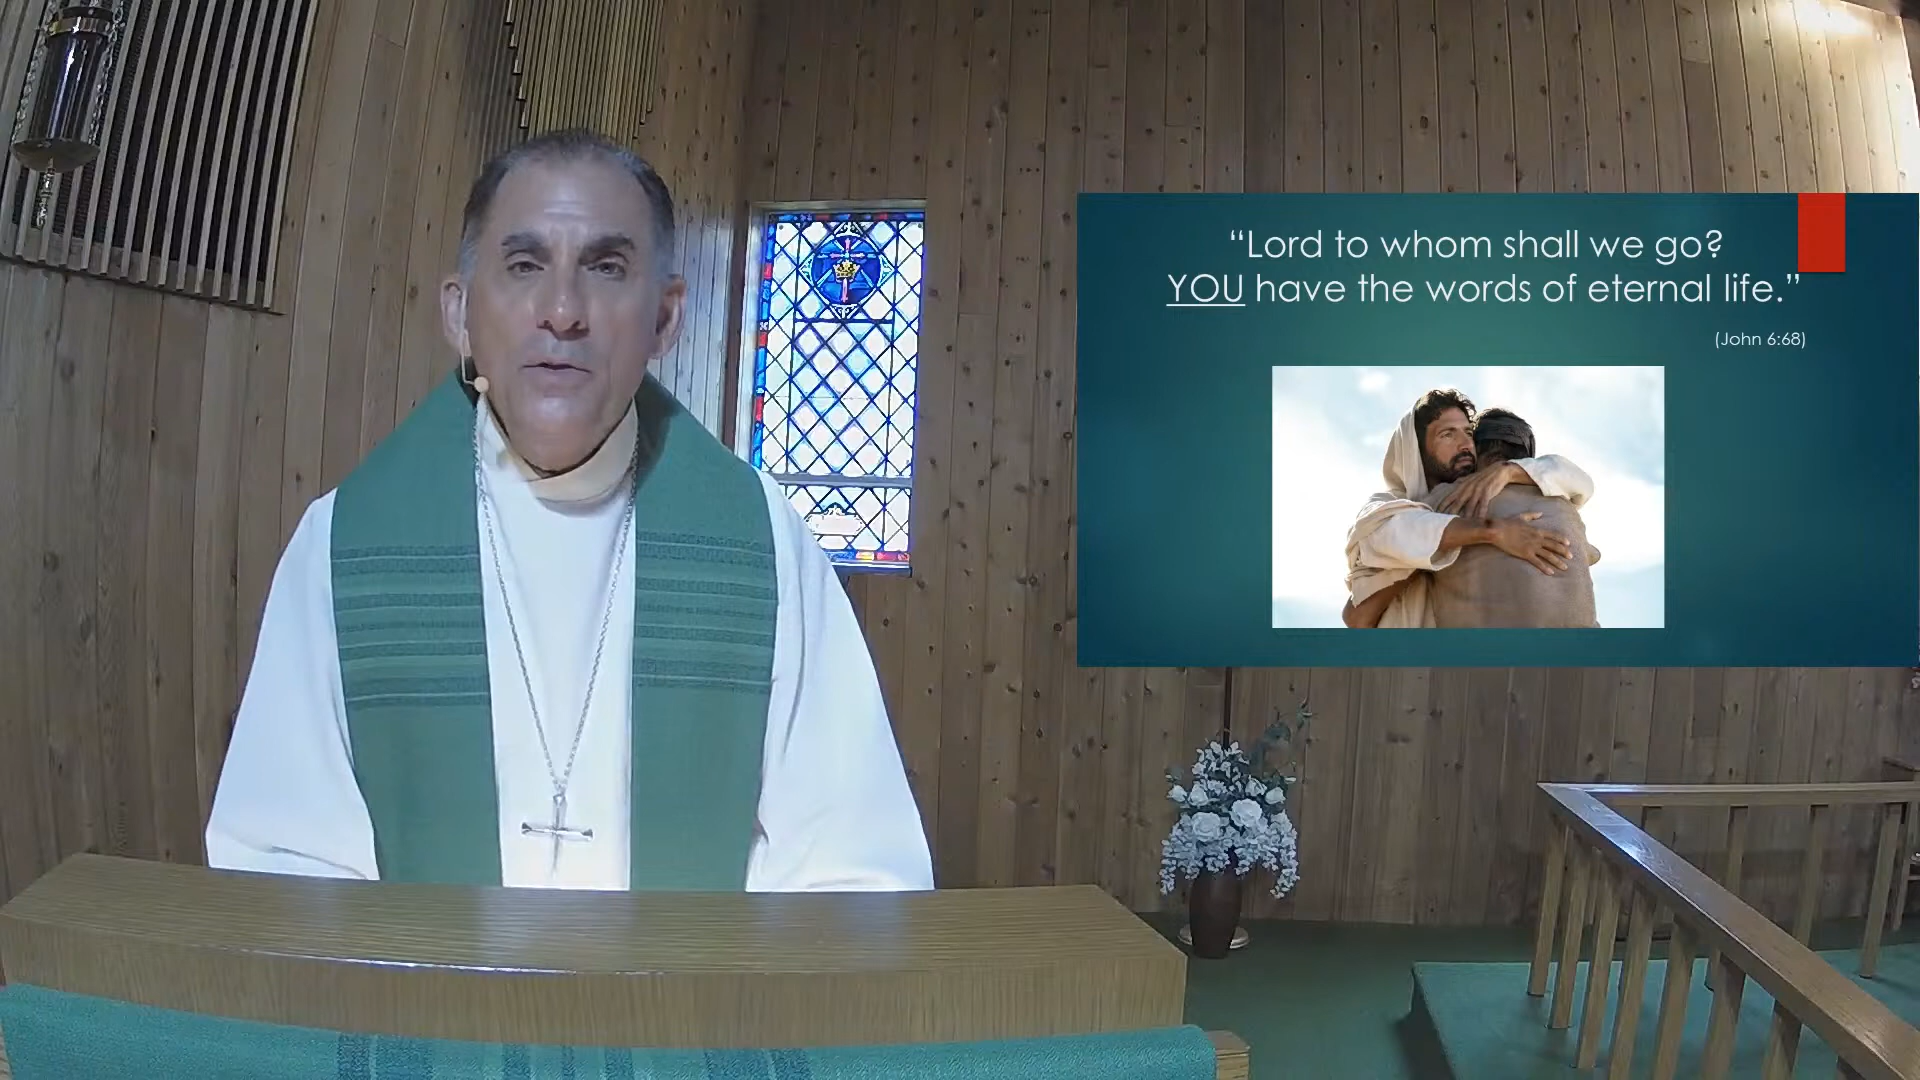 “Lord to whom shall we go?
YOU have the words of eternal life.”
(John 6:68)